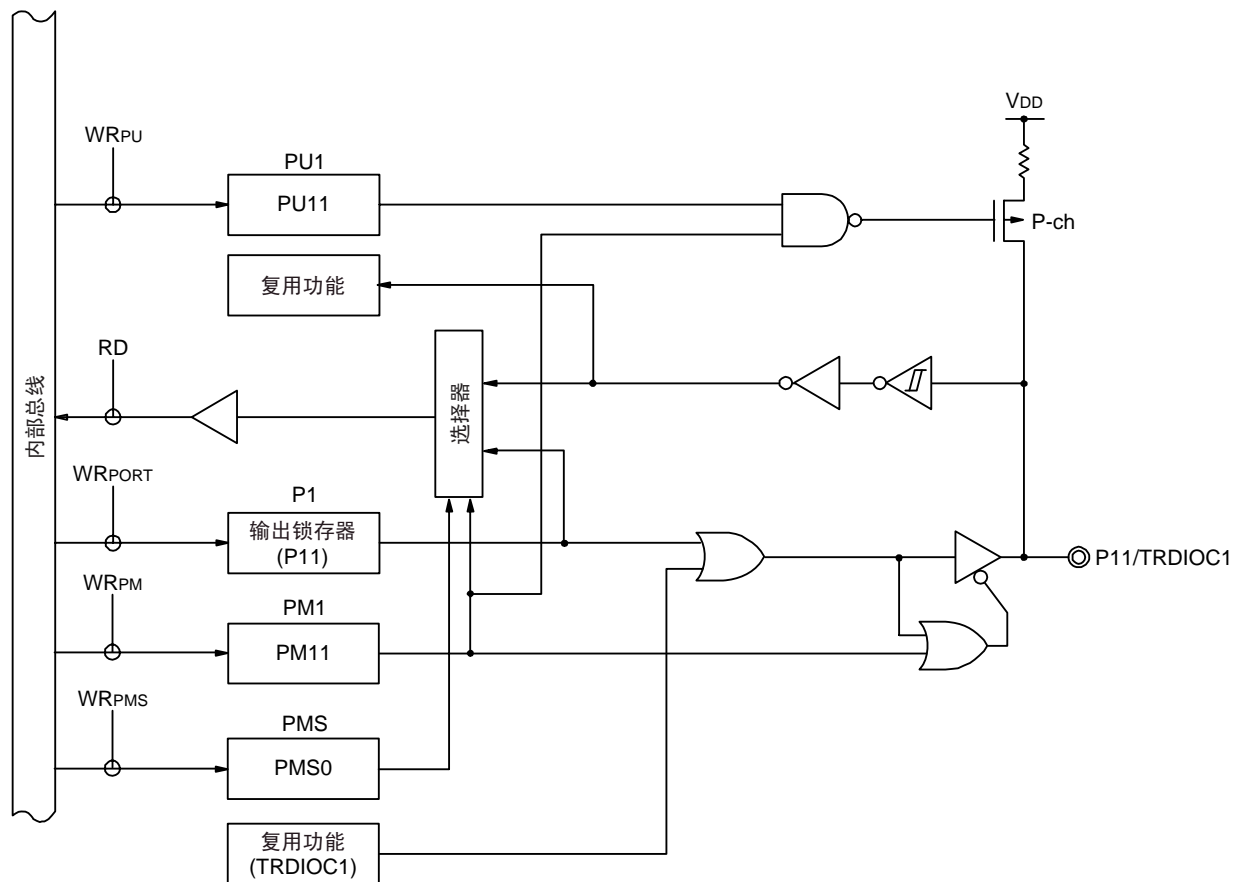 VDD
WRPU
PU1
PU11
P-ch
复用功能
RD
选择器
内部总线
WRPORT
P1
输出锁存器
(P11)
P11/TRDIOC1
WRPM
PM1
PM11
WRPMS
PMS
PMS0
复用功能
(TRDIOC1)